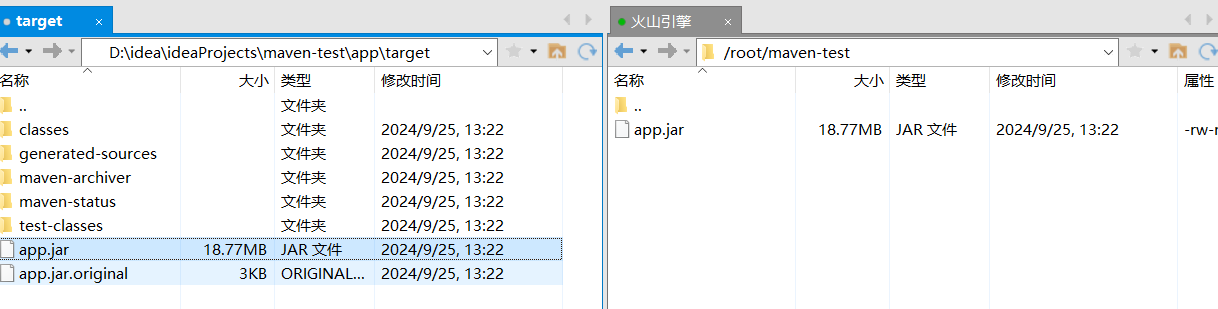 target ×
D:\idea\ideaProjects\maven-test\app\target
名称 大小 类型 修改时间
.. 文件夹
classes 文件夹 2024/9/25, 13:22
generated-sources 文件夹 2024/9/25, 13:22
maven-archiver 文件夹 2024/9/25, 13:22
maven-status 文件夹 2024/9/25, 13:22
test-classes 文件夹 2024/9/25, 13:22
app.jar 18.77MB JAR 文件 2024/9/25, 13:22
app.jar.original 3KB ORIGINAL... 2024/9/25, 13:22
火山引擎 ×
/root/maven-test
名称 大小 类型 修改时间 属性
..
app.jar 18.77MB JAR 文件 2024/9/25, 13:22 -rw-r